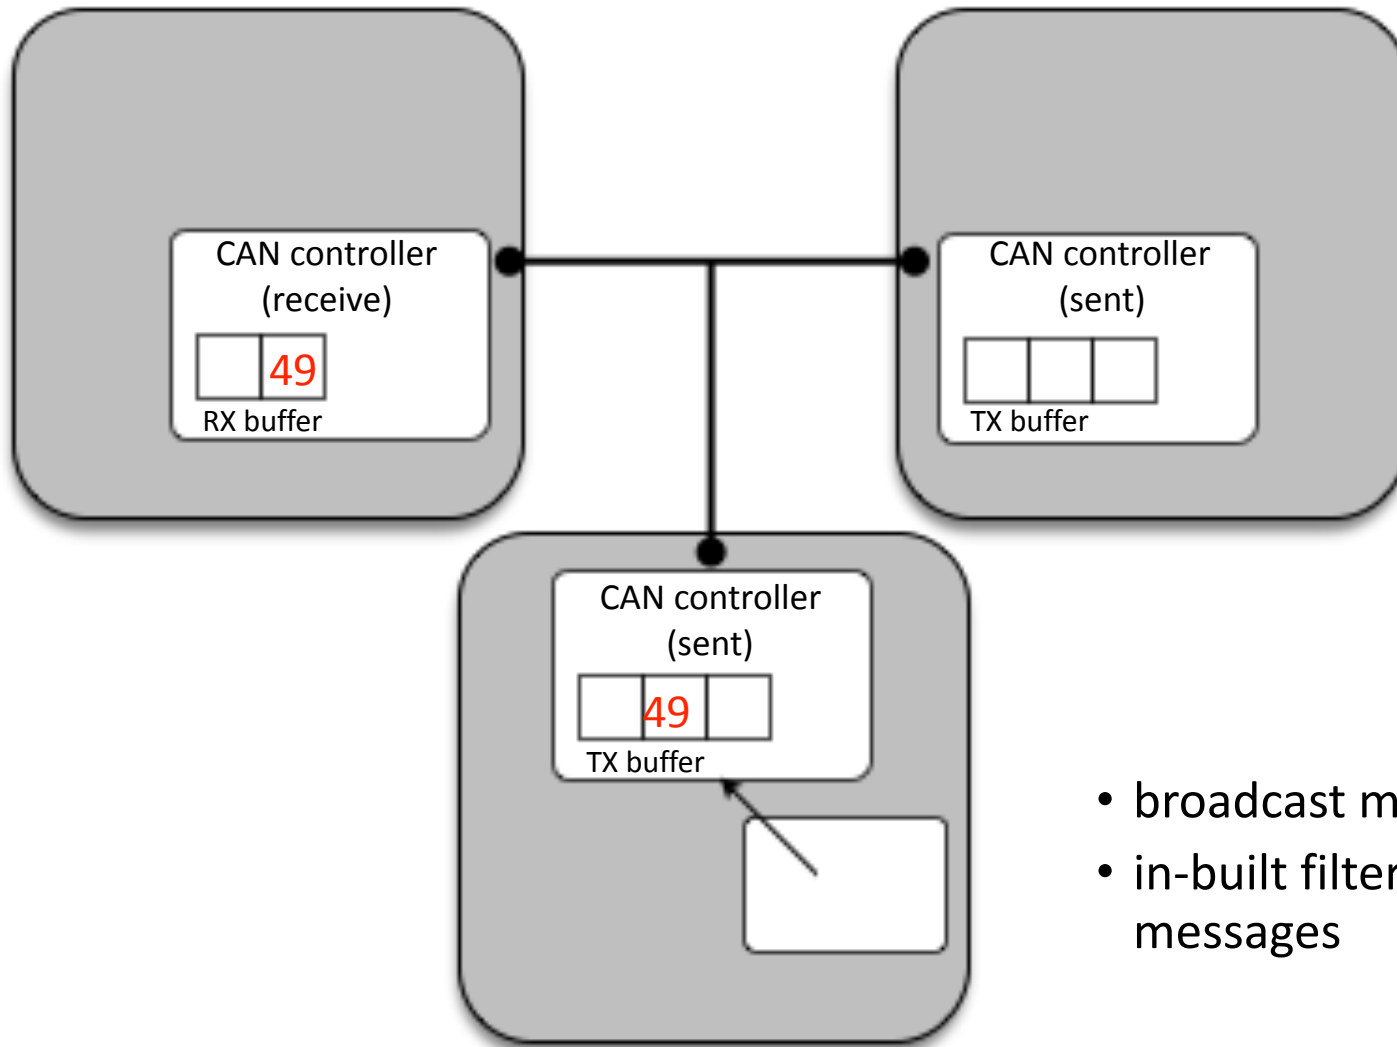 CAN controller
(receive)
49
RX buffer
CAN controller
(sent)
TX buffer
CAN controller
(sent)
49
TX buffer
• broadcast
• in-built filter
messages